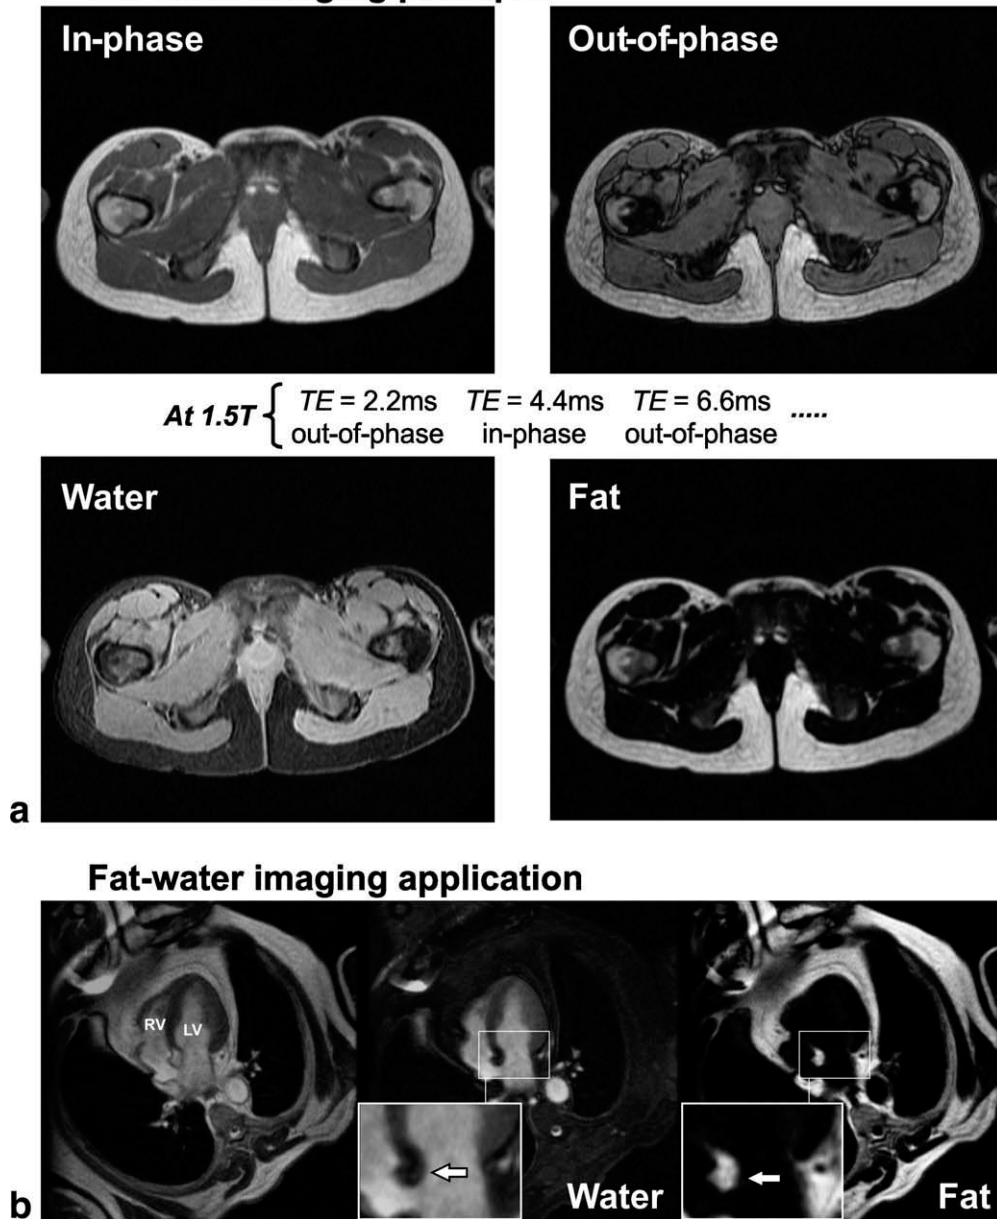 In-phase
Out-of-phase
At 1.5T { TE = 2.2ms TE = 4.4ms TE = 6.6ms .....
out-of-phase in-phase out-of-phase
Water
Fat
a
Fat-water imaging application
RV
LV
Water
Fat
b